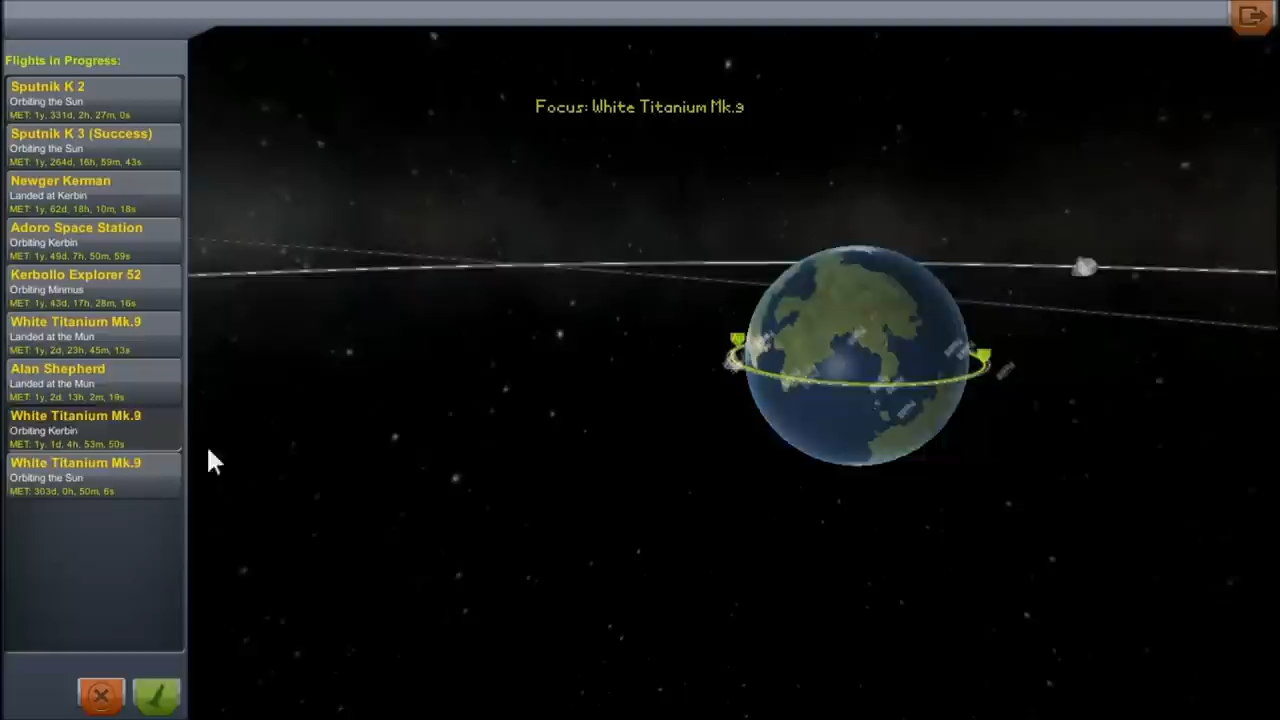 Flights in Progress:
Sputnik K 2
Orbiting the Sun
MET: 1y, 331d, 2h, 27m, 0s
Sputnik K 3 (Success)
Orbiting the Sun
MET: 1y, 264d, 16h, 59m, 43s
Newger Kerman
Landed at Kerbin
MET: 1y, 62d, 18h, 10m, 18s
Adoro Space Station
Orbiting Kerbin
MET: 1y, 49d, 7h, 50m, 59s
Kerbollo Explorer 52
Orbiting Minmus
MET: 1y, 43d, 17h, 28m, 16s
White Titanium Mk.9
Landed at the Mun
MET: 1y, 2d, 23h, 45m, 13s
Alan Shepherd
Landed at the Mun
MET: 1y, 2d, 13h, 2m, 19s
White Titanium Mk.9
Orbiting Kerbin
MET: 1y, 1d, 4h, 53m, 50s
White Titanium Mk.9
Orbiting the Sun
MET: 303d, 0h, 50m, 6s
Focus: White Titanium Mk.9